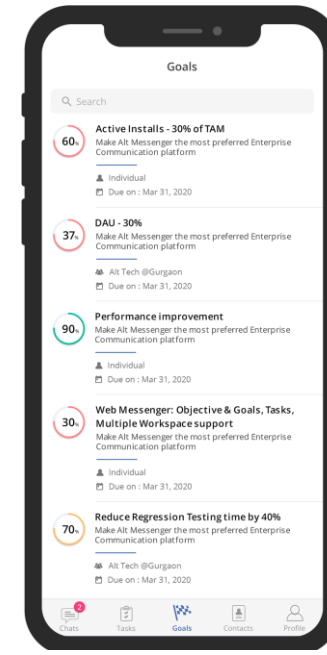 Goals
Search
60%
Active Installs - 30% of TAM
Make Alt Messenger the most preferred Enterprise
Communication platform
Individual
Due on : Mar 31, 2020
37%
DAU - 30%
Make Alt Messenger the most preferred Enterprise
Communication platform
Alt Tech @Gurgaon
Due on : Mar 31, 2020
90%
Performance improvement
Make Alt Messenger the most preferred Enterprise
Communication platform
Individual
Due on : Mar 31, 2020
30%
Web Messenger: Objective & Goals, Tasks,
Multiple Workspace support
Make Alt Messenger the most preferred Enterprise
Communication platform
Individual
Due on : Mar 31, 2020
70%
Reduce Regression Testing time by 40%
Make Alt Messenger the most preferred Enterprise
Communication platform
Alt Tech @Gurgaon
Due on : Mar 31, 2020
2
Chats Tasks Goals Contacts Profile